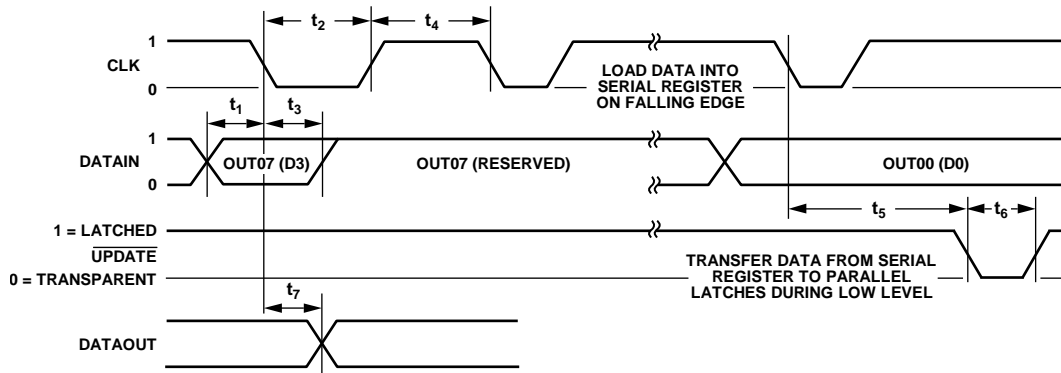 t2
t4
1
CLK
0
LOAD DATA INTO
SERIAL REGISTER
ON FALLING EDGE
t1
t3
1
DATAIN
0
OUT07 (D3)
OUT07 (RESERVED)
OUT00 (D0)
t5
t6
1 = LATCHED
UPDATE
0 = TRANSPARENT
TRANSFER DATA FROM SERIAL
REGISTER TO PARALLEL
LATCHES DURING LOW LEVEL
t7
DATAOUT